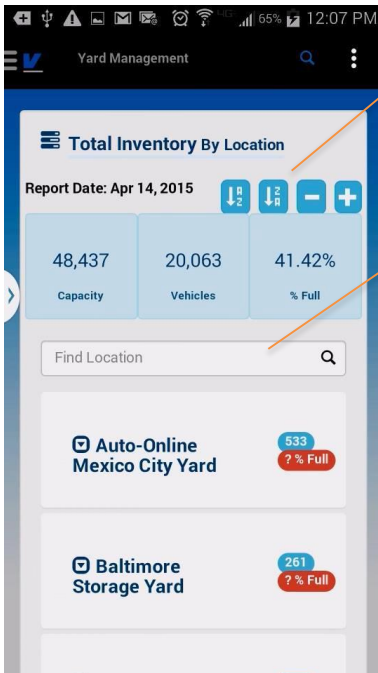 65% 12:07 PM
Yard Management
Total Inventory By Location
Report Date: Apr 14, 2015
48,437 20,063 41.42%
Capacity Vehicles % Full
Find Location
Auto-Online
Mexico City Yard
533
? % Full
Baltimore
Storage Yard
261
? % Full